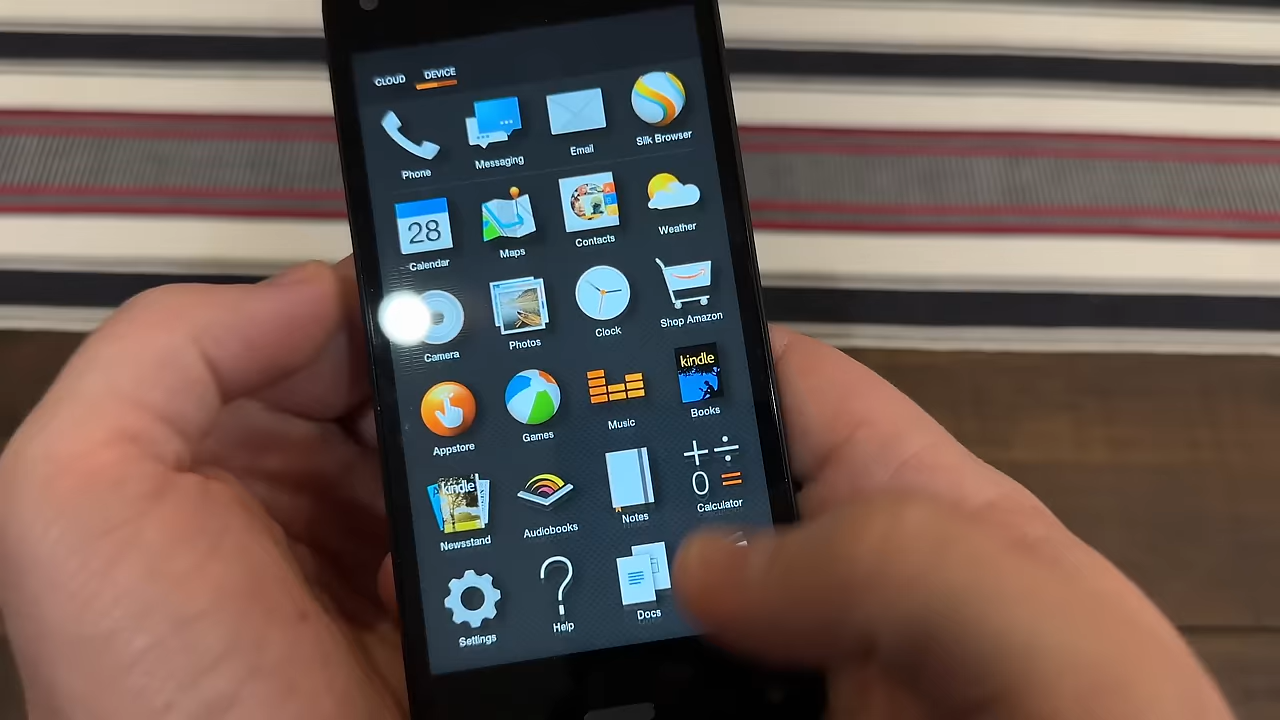 CLOUD DEVICE
Phone Messaging Email Silk Browser
28
Calendar Maps Contacts Weather
Camera Photos Clock Shop Amazon
kindle
Appstore Games Music Books
kindle
0
Newsstand Audiobooks Notes Calculator
Settings Help Docs